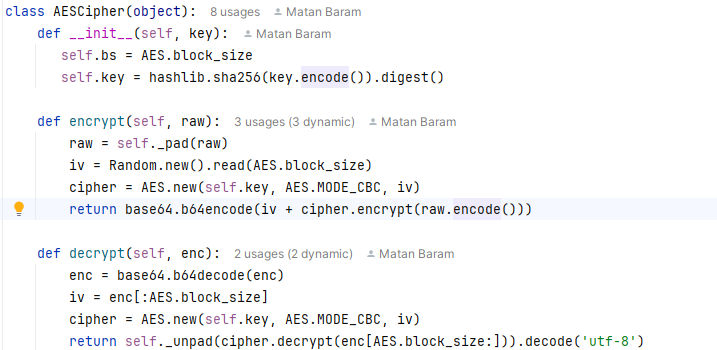 class AESCipher(object):  8 usages  Matan Baram
    def __init__(self, key):  Matan Baram
       self.bs = AES.block_size
       self.key = hashlib.sha256(key.encode()).digest()

    def encrypt(self, raw):  3 usages (3 dynamic)  Matan Baram
        raw = self._pad(raw)
        iv = Random.new().read(AES.block_size)
        cipher = AES.new(self.key, AES.MODE_CBC, iv)
        return base64.b64encode(iv + cipher.encrypt(raw.encode()))

    def decrypt(self, enc):  2 usages (2 dynamic)  Matan Baram
        enc = base64.b64decode(enc)
        iv = enc[:AES.block_size]
        cipher = AES.new(self.key, AES.MODE_CBC, iv)
        return self._unpad(cipher.decrypt(enc[AES.block_size:])).decode('utf-8')